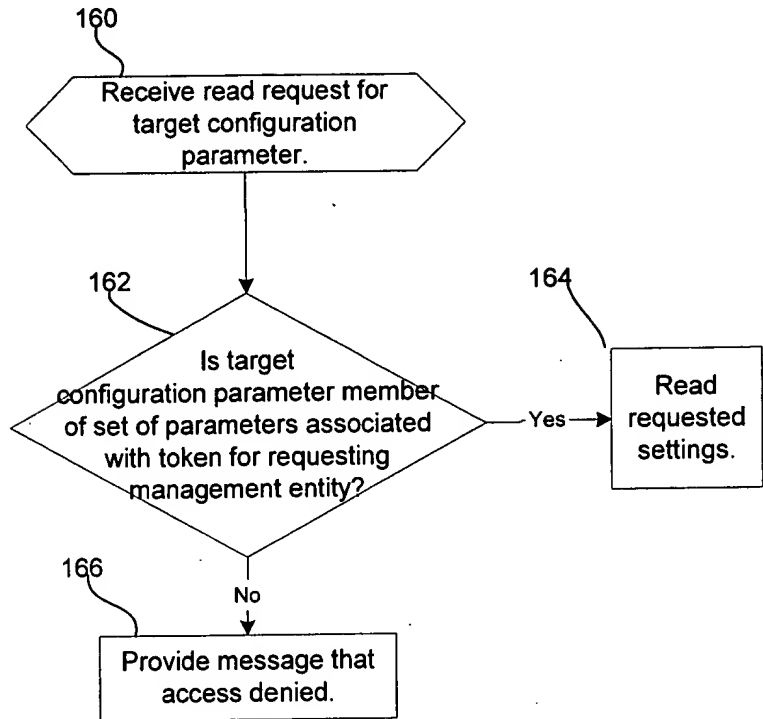 160
Receive read request for
target configuration
parameter.
162
Is target
configuration parameter member
of set of parameters associated
with token for requesting
management entity?
Yes
164
Read
requested
settings.
No
166
Provide message that
access denied.